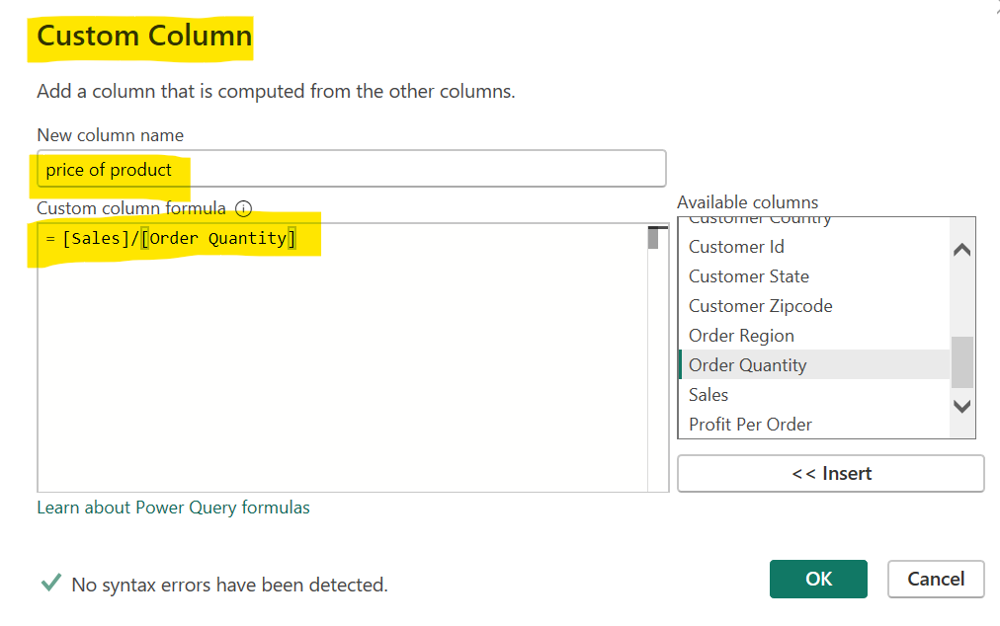 Custom Column
Add a column that is computed from the other columns.
New column name
price of product
Custom column formula
= [Sales]/[Order Quantity]
Available columns
Customer Country
Customer Id
Customer State
Customer Zipcode
Order Region
Order Quantity
Sales
Profit Per Order
<< Insert
Learn about Power Query formulas
No syntax errors have been detected.
OK
Cancel